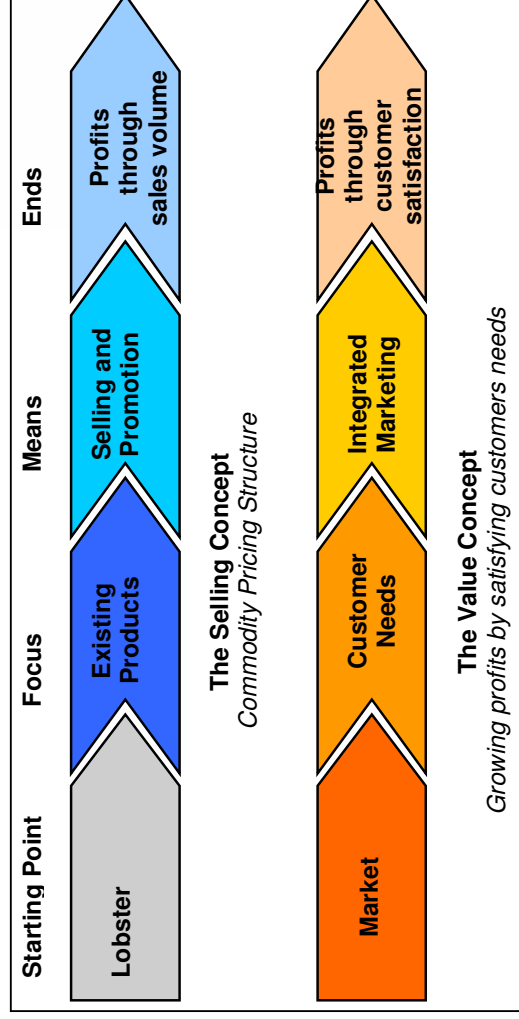 Starting Point
Focus
Means
Ends
Lobster
Existing
Products
Selling and
Promotion
Profits
through
sales volume
The Selling Concept
Commodity Pricing Structure
Market
Customer
Needs
Integrated
Marketing
Profits
through
customer
satisfaction
The Value Concept
Growing profits by satisfying customers needs